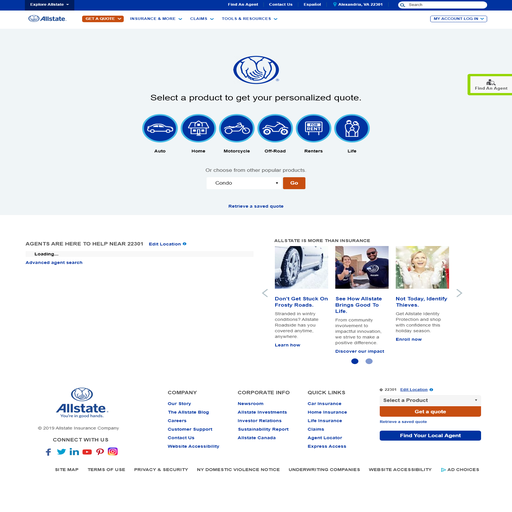 Explore Allstate
Find An Agent
Contact Us
Español
Alexandria, VA 22301
Search
Allstate.
GET A QUOTE
INSURANCE & MORE
CLAIMS
TOOLS & RESOURCES
MY ACCOUNT LOG IN
Find An Agent
Select a product to get your personalized quote.
RENT
Auto
Home
Motorcycle
Off-Road
Renters
Life
Or choose from other popular products.
Condo
Go
Retrieve a saved quote
AGENTS ARE HERE TO HELP NEAR 22301
Edit Location
Loading...
Advanced agent search
ALLSTATE IS MORE THAN INSURANCE
Don't Get Stuck On
Frosty Roads.
Stranded in wintry
conditions? Allstate
Roadside has you
covered anytime,
anywhere.
Learn how
See How Allstate
Brings Good To
Life.
From community
involvement to
impactful innovation,
we strive to make a
positive difference.
Discover our impact
Not Today, Identify
Thieves.
Get Allstate Identity
Protection and shop
with confidence this
holiday season.
Enroll now
Allstate.
You're in good hands.
© 2019 Allstate Insurance Company
CONNECT WITH US
COMPANY
Our Story
The Allstate Blog
Careers
Customer Support
Contact Us
Website Accessibility
CORPORATE INFO
Newsroom
Allstate Investments
Investor Relations
Sustainability Report
Allstate Canada
QUICK LINKS
Car Insurance
Home Insurance
Life Insurance
Claims
Agent Locator
Express Access
22301
Edit Location
Select a Product
Get a quote
Retrieve a saved quote
Find Your Local Agent
SITE MAP
TERMS OF USE
PRIVACY & SECURITY
NY DOMESTIC VIOLENCE NOTICE
UNDERWRITING COMPANIES
WEBSITE ACCESSIBILITY
AD CHOICES